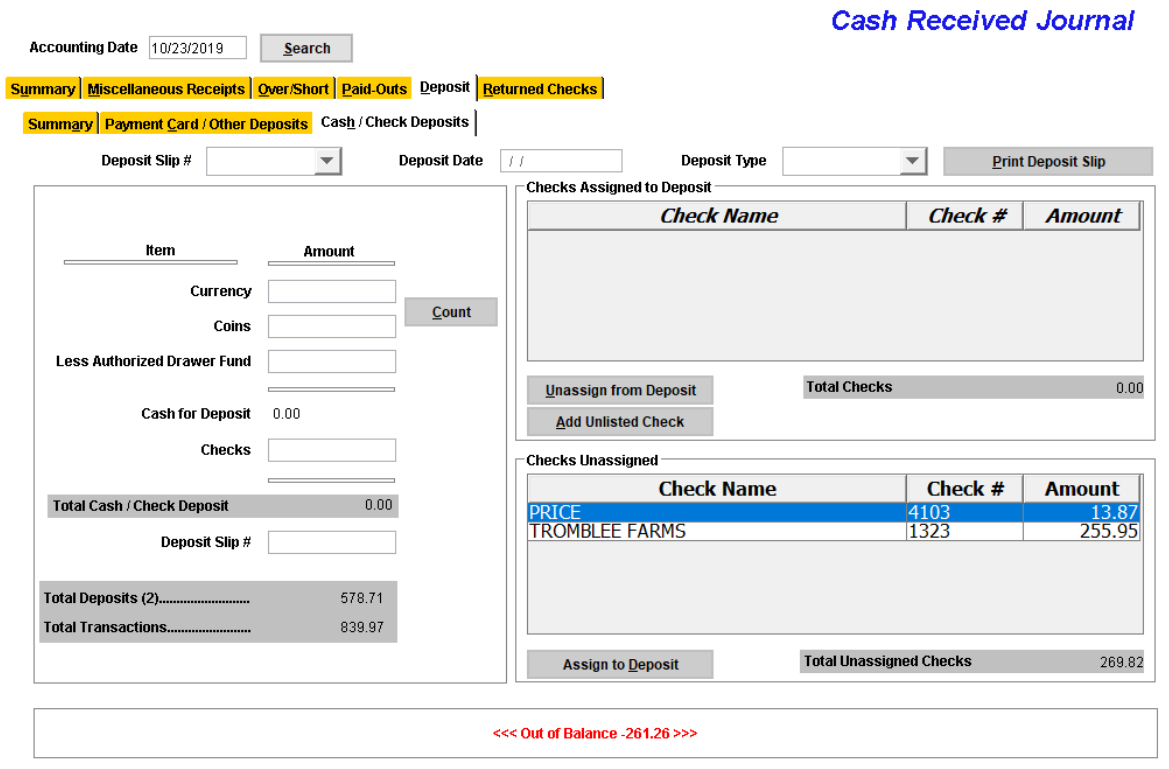 Cash Received Journal
Accounting Date 10/23/2019 Search
Summary Miscellaneous Receipts Over/Short Paid-Outs Deposit Returned Checks
Summary Payment Card / Other Deposits Cash / Check Deposits
Deposit Slip # Deposit Date / / Deposit Type Print Deposit Slip
Checks Assigned to Deposit
Check Name Check # Amount
Item Amount
Currency
Count
Coins
Less Authorized Drawer Fund
Unassign from Deposit Total Checks 0.00
Cash for Deposit 0.00
Add Unlisted Check
Checks
Checks Unassigned
Check Name Check # Amount
Total Cash / Check Deposit 0.00
PRICE 4103 13.87
TROMBLEE FARMS 1323 255.95
Deposit Slip #
Total Deposits (2).......................... 578.71
Total Transactions........................ 839.97
Assign to Deposit Total Unassigned Checks 269.82
<<< Out of Balance -261.26 >>>